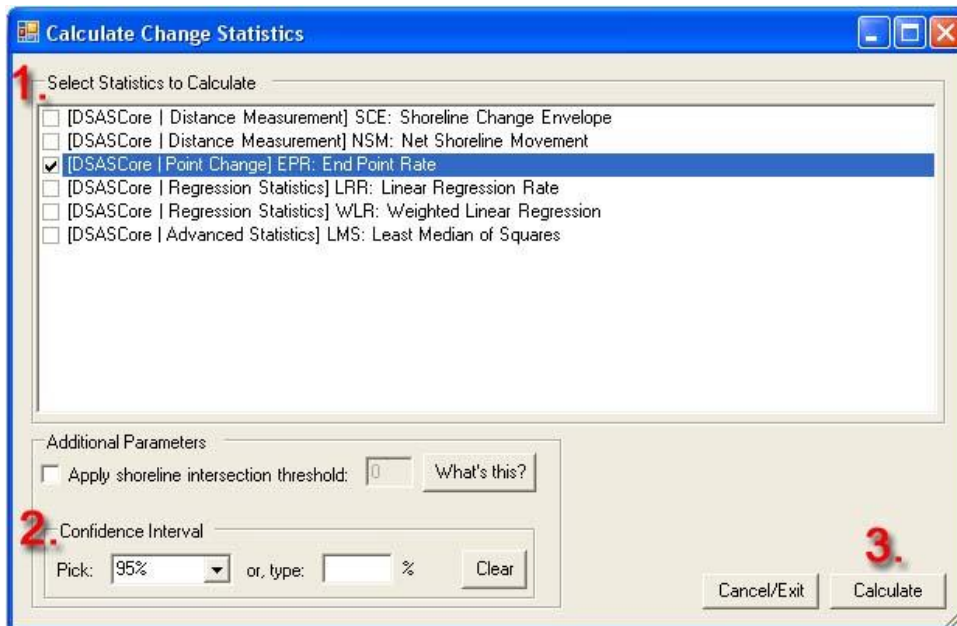 Calculate Change Statistics
1.
Select Statistics to Calculate
[DSASCore | Distance Measurement] SCE: Shoreline Change Envelope
[DSASCore | Distance Measurement] NSM: Net Shoreline Movement
[DSASCore | Point Change] EPR: End Point Rate
[DSASCore | Regression Statistics] LRR: Linear Regression Rate
[DSASCore | Regression Statistics] WLR: Weighted Linear Regression
[DSASCore | Advanced Statistics] LMS: Least Median of Squares
Additional Parameters
Apply shoreline intersection threshold: 0 What's this?
2.
Confidence Interval
Pick: 95% or, type: % Clear
3.
Cancel/Exit Calculate